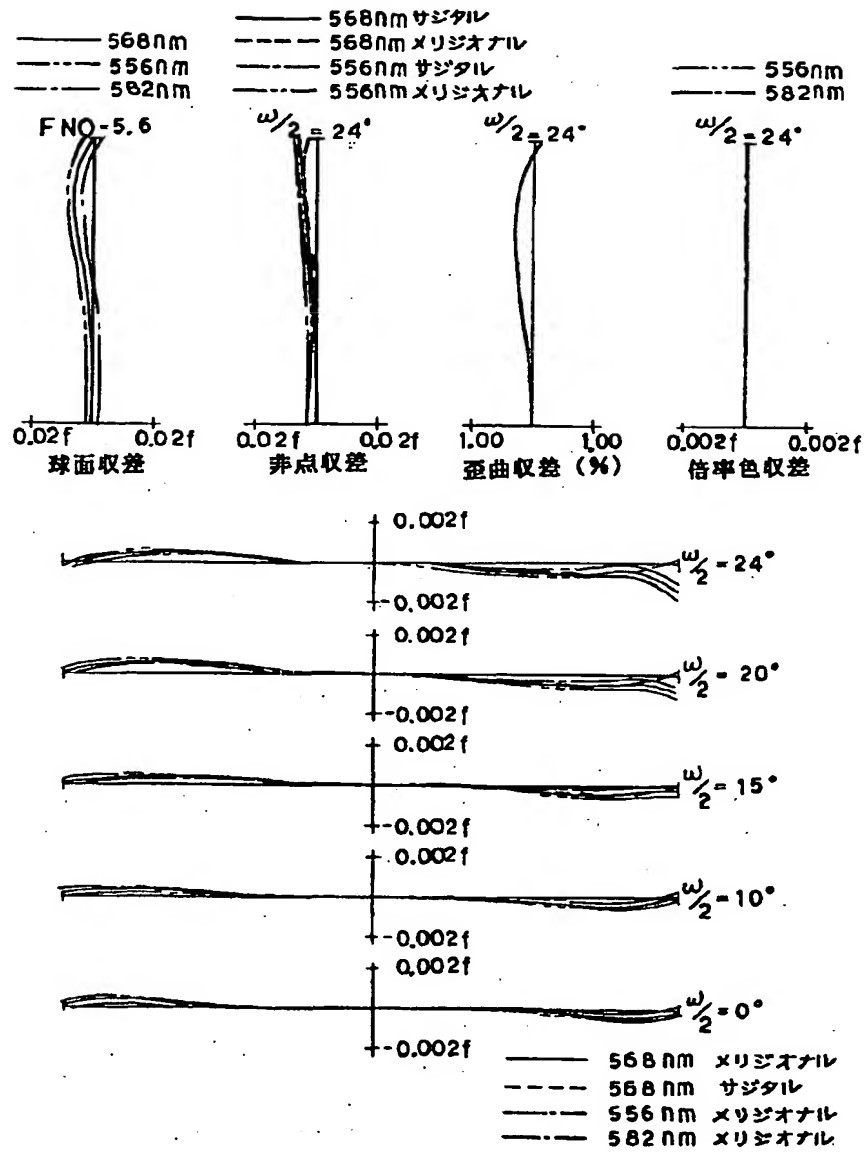 568nm
556nm
582nm
568nm サジタル
568nm メリジオナル
556nm サジタル
556nm メリジオナル
556nm
582nm
FNO-5.6
ω/2=24°
ω/2=24°
ω/2=24°
0.02f 0.02f
球面収差
0.02f 0.02f
非点収差
1.00 1.00
歪曲収差 (%)
0.002f 0.002f
倍率色収差
0.002f
ω/2=24°
-0.002f
0.002f
ω/2=20°
-0.002f
0.002f
ω/2=15°
-0.002f
0.002f
ω/2=10°
-0.002f
0.002f
ω/2=0°
-0.002f
568nm メリジオナル
568nm サジタル
556nm メリジオナル
582nm メリジオナル